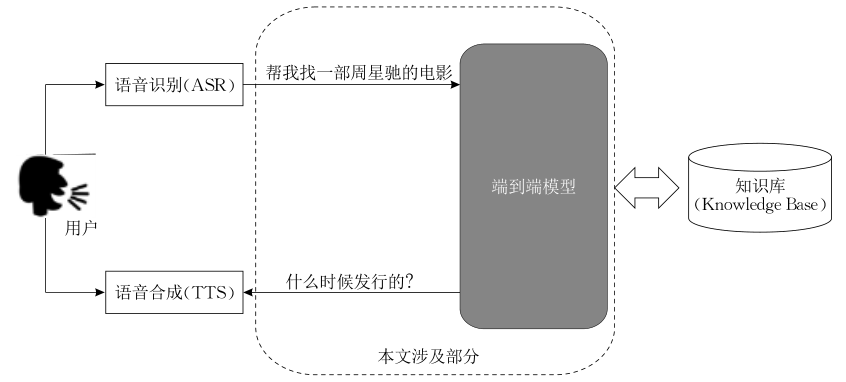 语音识别(ASR)
帮我找一部周星驰的电影
端到端模型
知识库
(Knowledge Base)
用户
语音合成(TTS)
什么时候发行的?
本文涉及部分